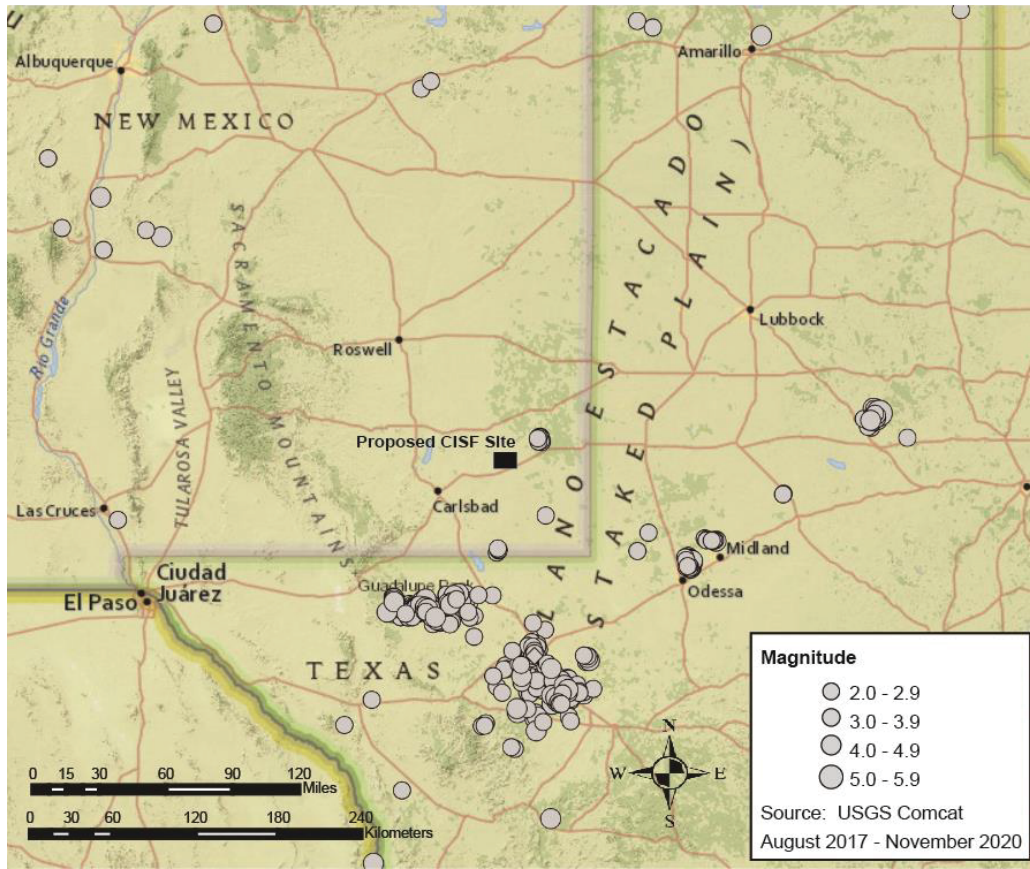 Albuquerque
NEW MEXICO
Amarillo
SACRAMENTO MOUNTAINS
LLANO ESTACADO
STAKED PLAIN)
Rio Grande
TULAROSA VALLEY
Roswell
Lubbock
Proposed CISF Site
Carlsbad
Las Cruces
Midland
Odessa
Ciudad
Juárez
El Paso
Guadalupe Peak
TEXAS
Magnitude
2.0 - 2.9
3.0 - 3.9
4.0 - 4.9
5.0 - 5.9
Source: USGS Comcat
August 2017 - November 2020
N
W E
S
0 15 30 60 90 120
Miles
0 30 60 120 180 240
Kilometers